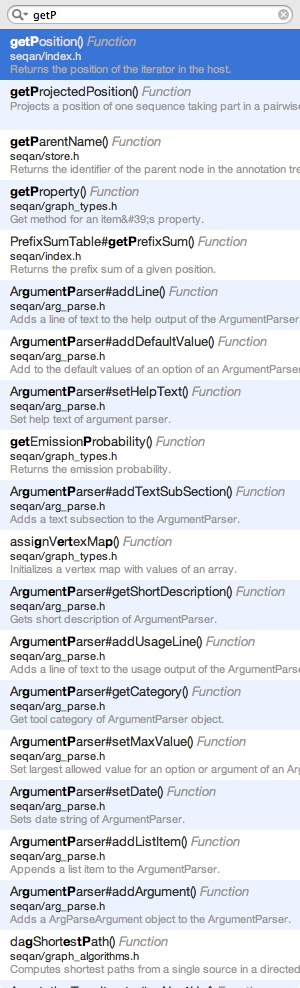 getP
getPosition() Function
seqan/index.h
Returns the position of the iterator in the host.
getProjectedPosition() Function
Projects a position of one sequence taking part in a pairwise
getParentName() Function
seqan/store.h
Returns the identifier of the parent node in the annotation tre
getProperty() Function
seqan/graph_types.h
Get method for an item&#39;s property.
PrefixSumTable#getPrefixSum() Function
seqan/index.h
Returns the prefix sum of a given position.
ArgumentParser#addLine() Function
seqan/arg_parse.h
Adds a line of text to the help output of the ArgumentParser
ArgumentParser#addDefaultValue() Function
seqan/arg_parse.h
Add to the default values of an option of an ArgumentParser
ArgumentParser#setHelpText() Function
seqan/arg_parse.h
Set help text of argument parser.
getEmissionProbability() Function
seqan/graph_types.h
Returns the emission probability.
ArgumentParser#addTextSubSection() Function
seqan/arg_parse.h
Adds a text subsection to the ArgumentParser.
assignVertexMap() Function
seqan/graph_types.h
Initializes a vertex map with values of an array.
ArgumentParser#getShortDescription() Function
seqan/arg_parse.h
Gets short description of ArgumentParser.
ArgumentParser#addUsageLine() Function
seqan/arg_parse.h
Adds a line of text to the usage output of the ArgumentParse
ArgumentParser#getCategory() Function
seqan/arg_parse.h
Get tool category of ArgumentParser object.
ArgumentParser#setMaxValue() Function
seqan/arg_parse.h
Set largest allowed value for an option or argument of an Arg
ArgumentParser#setDate() Function
seqan/arg_parse.h
Sets date string of ArgumentParser.
ArgumentParser#addListItem() Function
seqan/arg_parse.h
Appends a list item to the ArgumentParser.
ArgumentParser#addArgument() Function
seqan/arg_parse.h
Adds a ArgParseArgument object to the ArgumentParser.
dagShortestPath() Function
seqan/graph_algorithms.h
Computes shortest paths from a single source in a directed